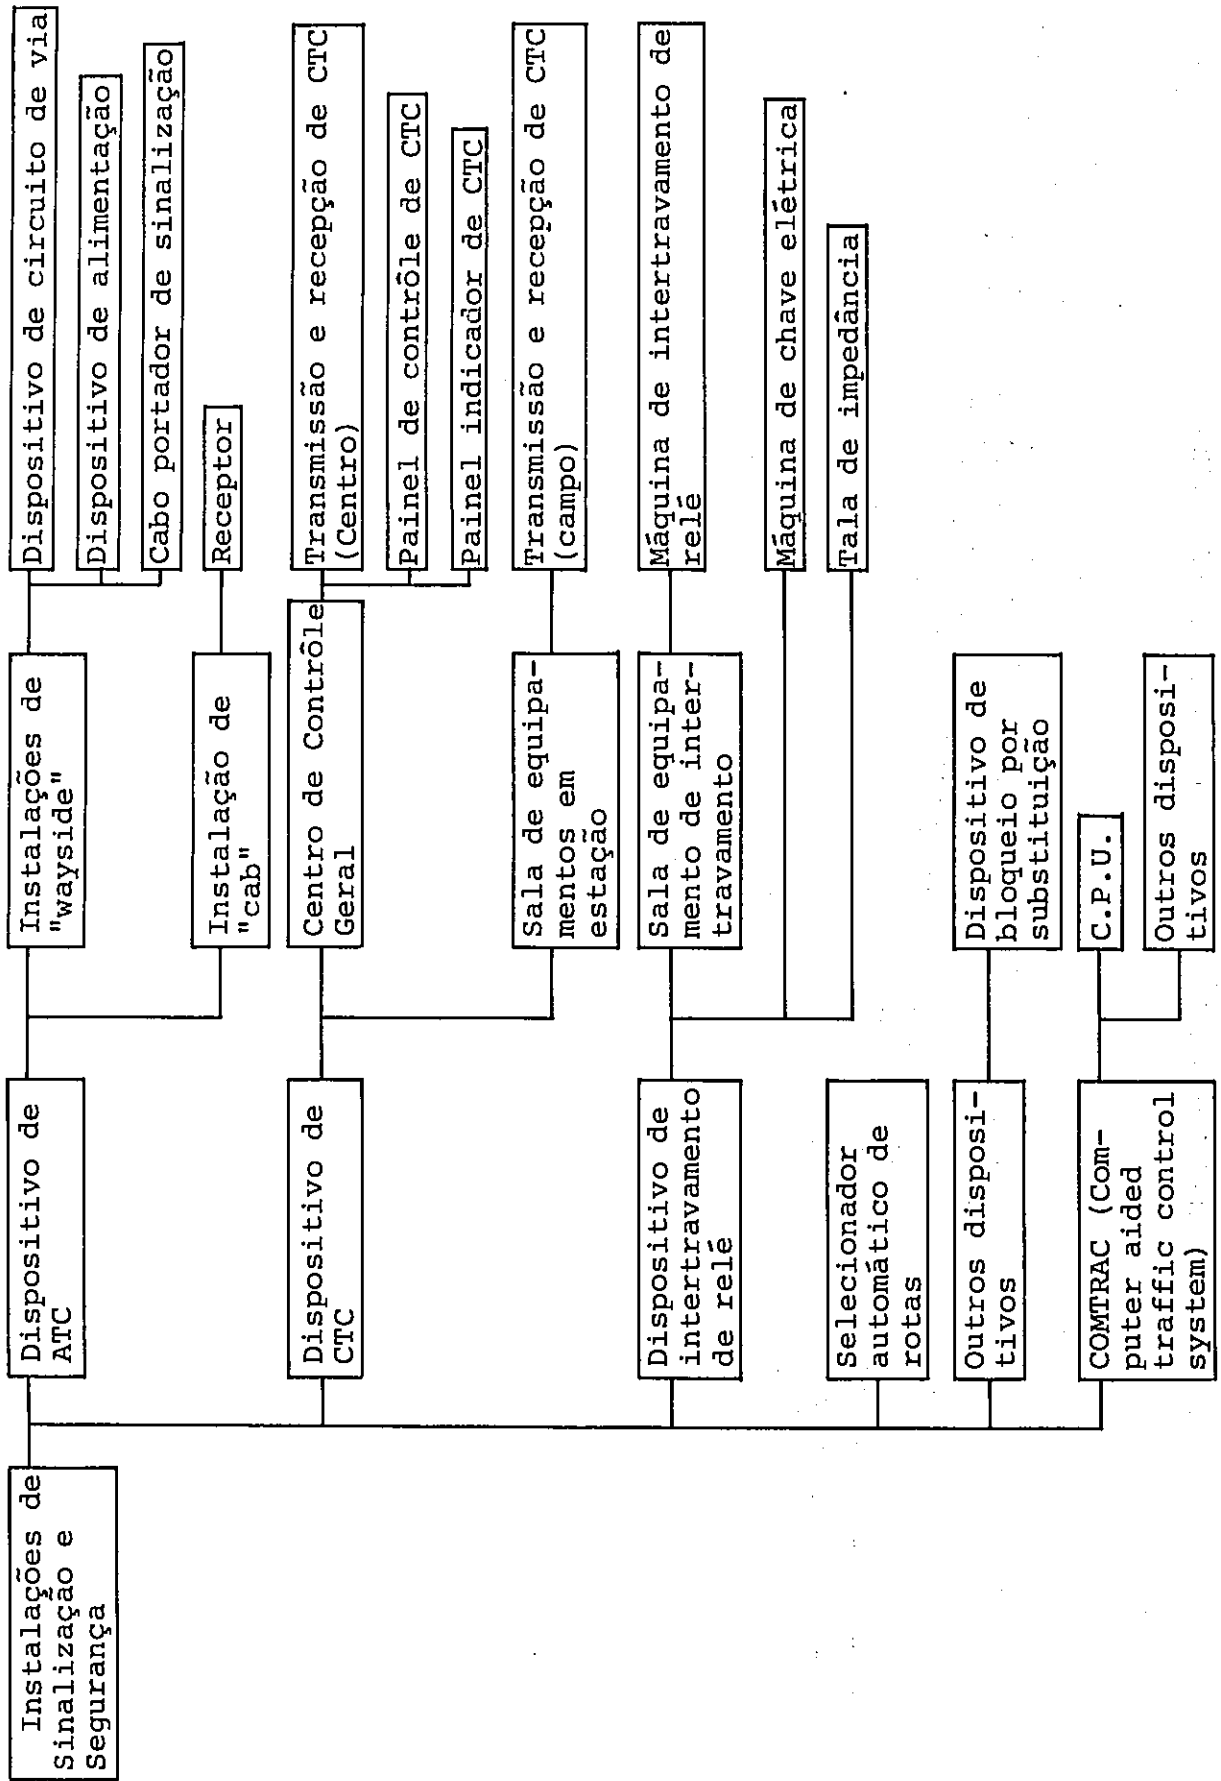 Instalações de
Sinalização e
Segurança
Dispositivo de
ATC
Instalações de
"wayside"
Dispositivo de circuito de via
Dispositivo de alimentação
Cabo portador de sinalização
Instalação de
"cab"
Receptor
Dispositivo de
CTC
Centro de Contrôle
Geral
Transmissão e recepção de CTC
(Centro)
Painel de contrôle de CTC
Painel indicador de CTC
Sala de equipa-
mentos em
estação
Transmissão e recepção de CTC
(campo)
Dispositivo de
intertravamento
de relé
Sala de equipa-
mento de inter-
travamento
Máquina de intertravamento de
relé
Máquina de chave elétrica
Tala de impedância
Selecionador
automático de
rotas
Outros disposi-
tivos
Dispositivo de
bloqueio por
substituição
COMTRAC (Com-
puter aided
traffic control
system)
C.P.U.
Outros disposi-
tivos